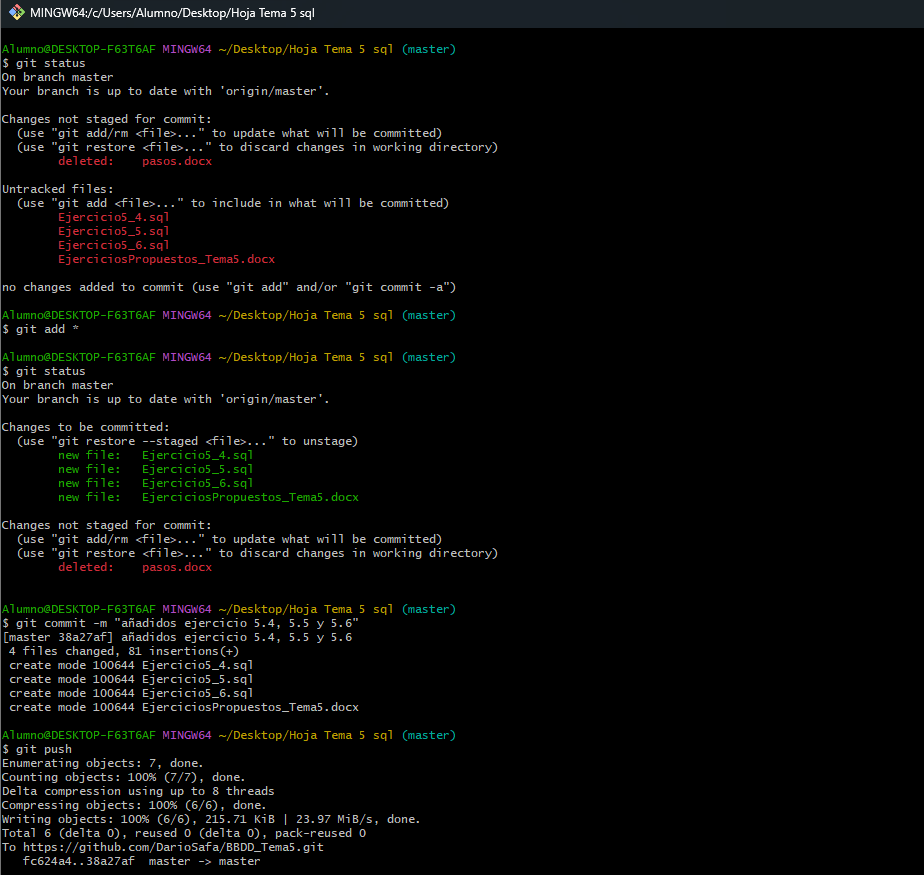 MINGW64:/c/Users/Alumno/Desktop/Hoja Tema 5 sql
Alumno@DESKTOP-F63T6AF MINGW64 ~/Desktop/Hoja Tema 5 sql (master)
$ git status
On branch master
Your branch is up to date with 'origin/master'.
Changes not staged for commit:
  (use "git add/rm <file>..." to update what will be committed)
  (use "git restore <file>..." to discard changes in working directory)
        deleted:    pasos.docx
Untracked files:
  (use "git add <file>..." to include in what will be committed)
        Ejercicio5_4.sql
        Ejercicio5_5.sql
        Ejercicio5_6.sql
        EjerciciosPropuestos_Tema5.docx
no changes added to commit (use "git add" and/or "git commit -a")
Alumno@DESKTOP-F63T6AF MINGW64 ~/Desktop/Hoja Tema 5 sql (master)
$ git add *
Alumno@DESKTOP-F63T6AF MINGW64 ~/Desktop/Hoja Tema 5 sql (master)
$ git status
On branch master
Your branch is up to date with 'origin/master'.
Changes to be committed:
  (use "git restore --staged <file>..." to unstage)
        new file:   Ejercicio5_4.sql
        new file:   Ejercicio5_5.sql
        new file:   Ejercicio5_6.sql
        new file:   EjerciciosPropuestos_Tema5.docx
Changes not staged for commit:
  (use "git add/rm <file>..." to update what will be committed)
  (use "git restore <file>..." to discard changes in working directory)
        deleted:    pasos.docx
Alumno@DESKTOP-F63T6AF MINGW64 ~/Desktop/Hoja Tema 5 sql (master)
$ git commit -m "añadidos ejercicio 5.4, 5.5 y 5.6"
[master 38a27af] añadidos ejercicio 5.4, 5.5 y 5.6
 4 files changed, 81 insertions(+)
 create mode 100644 Ejercicio5_4.sql
 create mode 100644 Ejercicio5_5.sql
 create mode 100644 Ejercicio5_6.sql
 create mode 100644 EjerciciosPropuestos_Tema5.docx
Alumno@DESKTOP-F63T6AF MINGW64 ~/Desktop/Hoja Tema 5 sql (master)
$ git push
Enumerating objects: 7, done.
Counting objects: 100% (7/7), done.
Delta compression using up to 8 threads
Compressing objects: 100% (6/6), done.
Writing objects: 100% (6/6), 215.71 KiB | 23.97 MiB/s, done.
Total 6 (delta 0), reused 0 (delta 0), pack-reused 0
To https://github.com/DarioSafa/BBDD_Tema5.git
   fc624a4..38a27af  master -> master